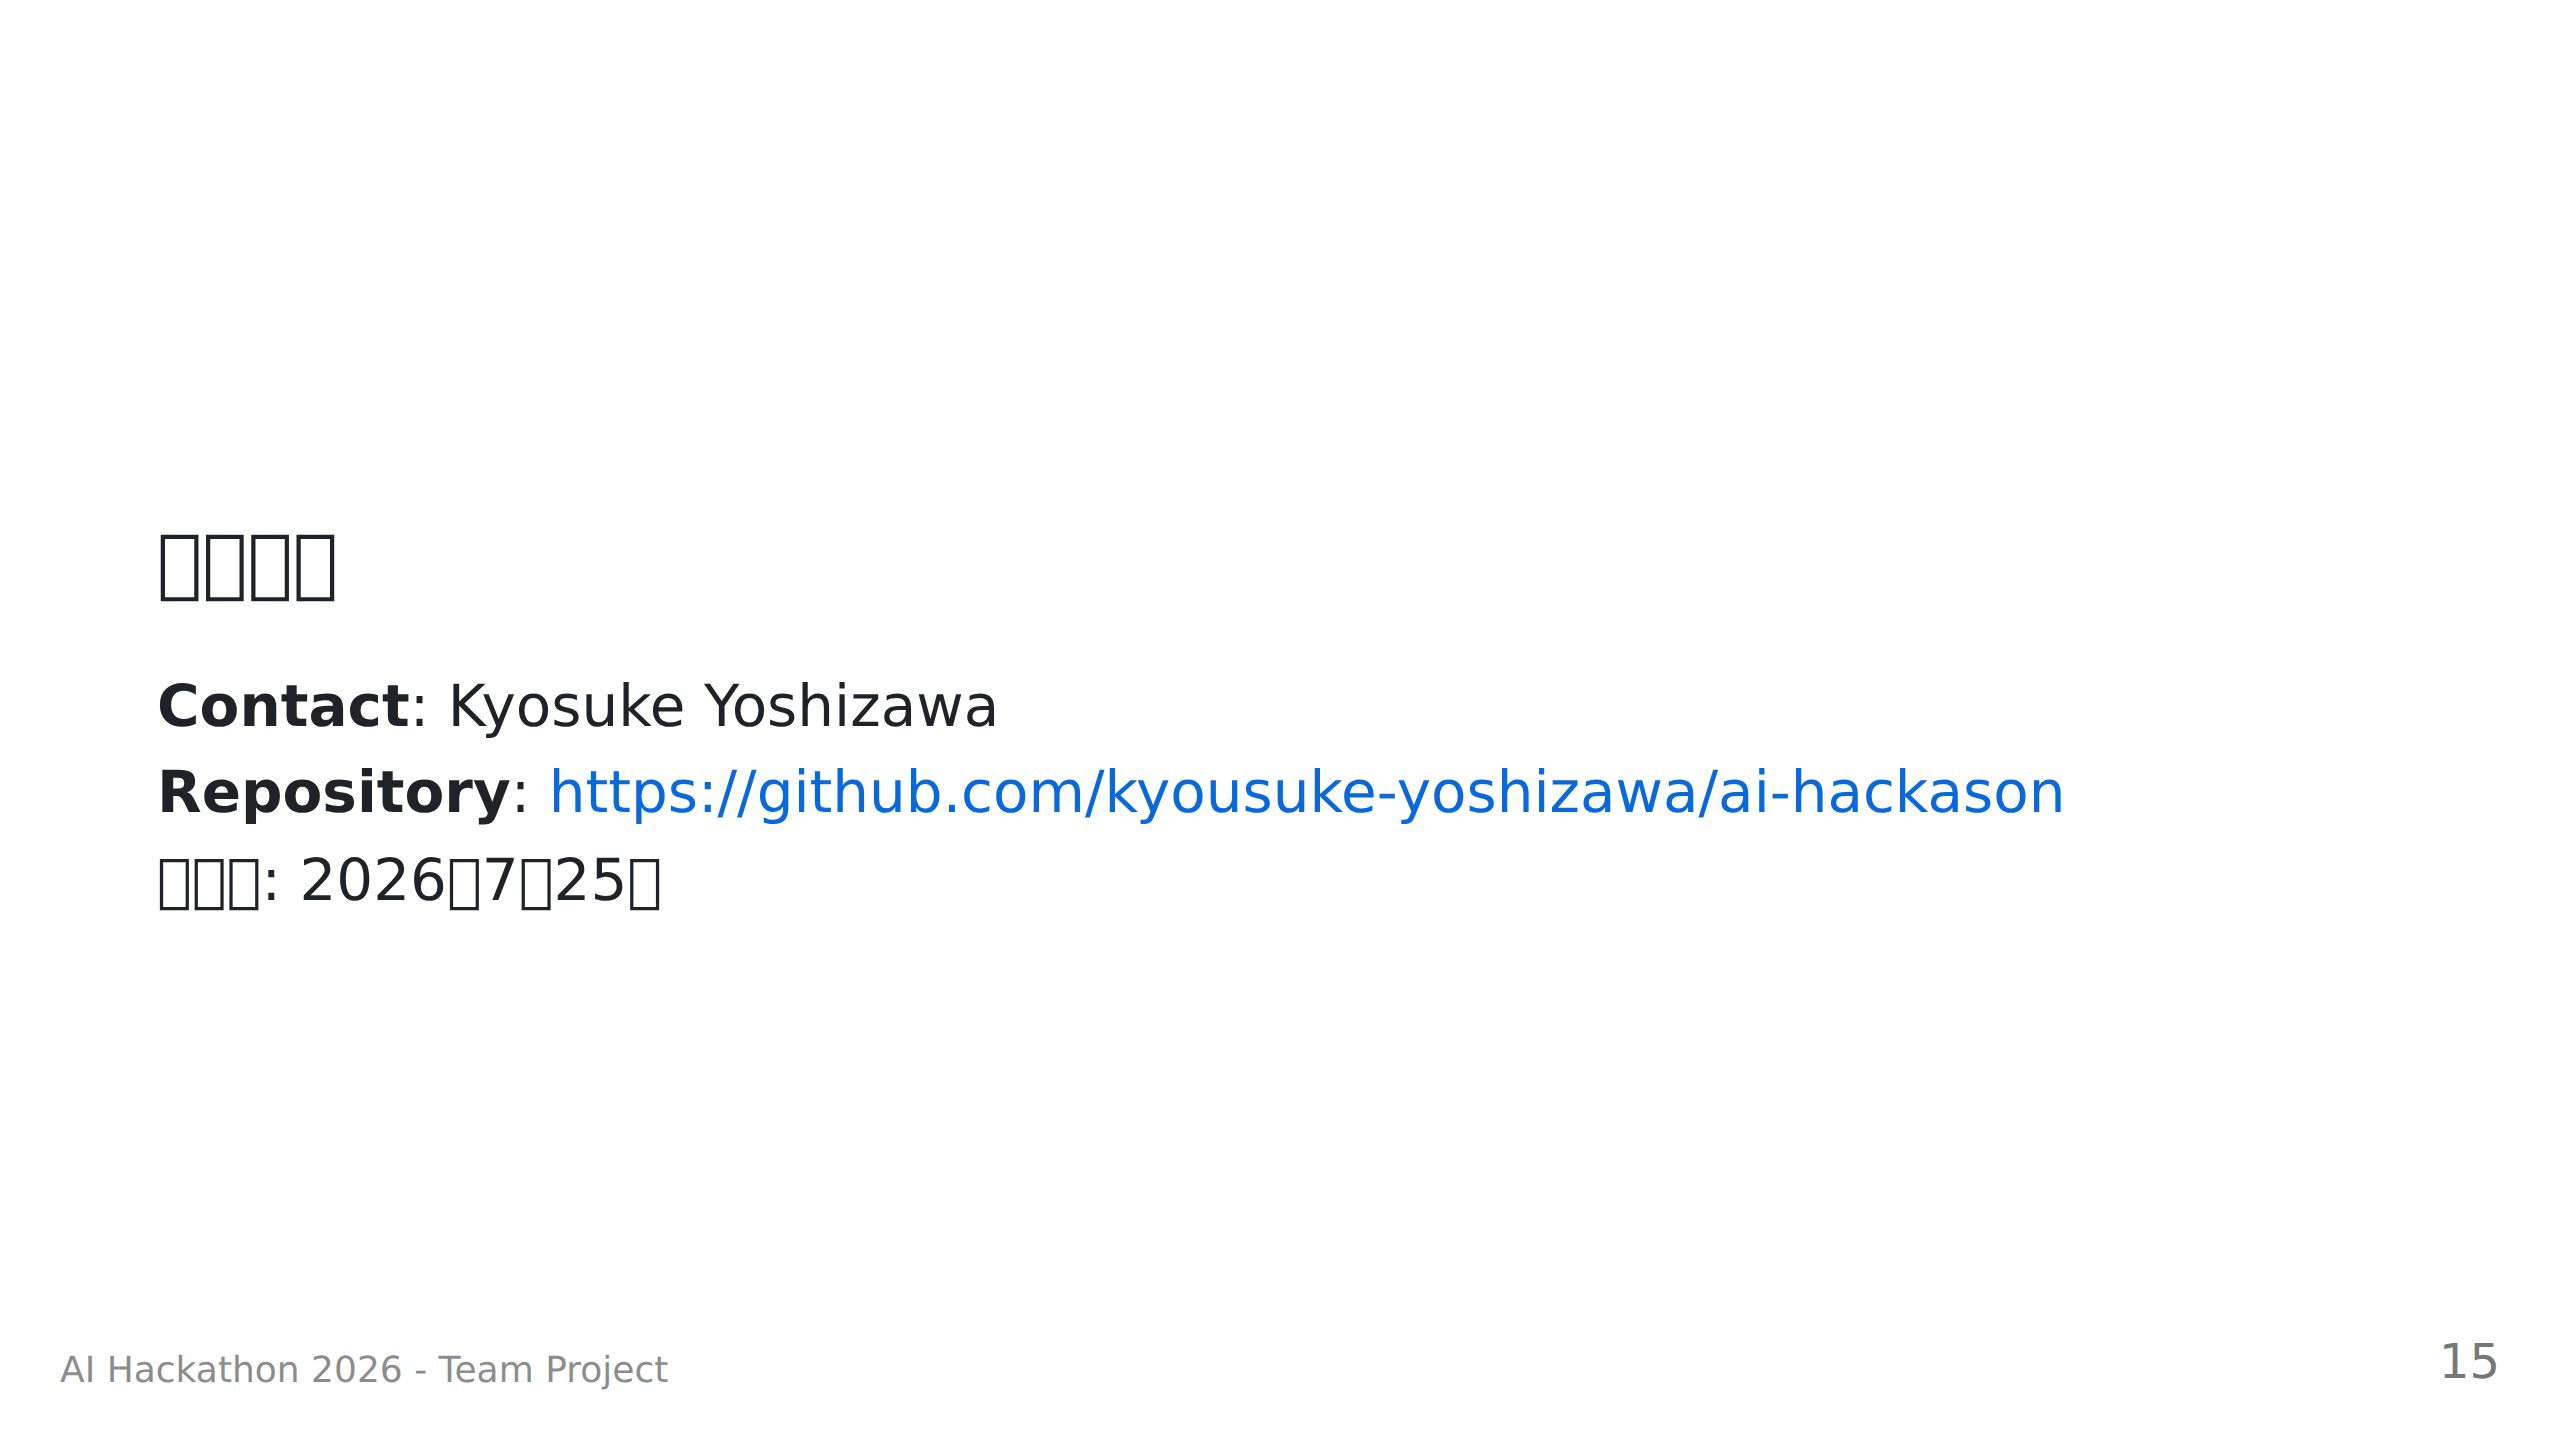 Contact: Kyosuke Yoshizawa
Repository: https://github.com/kyousuke-yoshizawa/ai-hackason
: 2026 7 25
AI Hackathon 2026 - Team Project
15